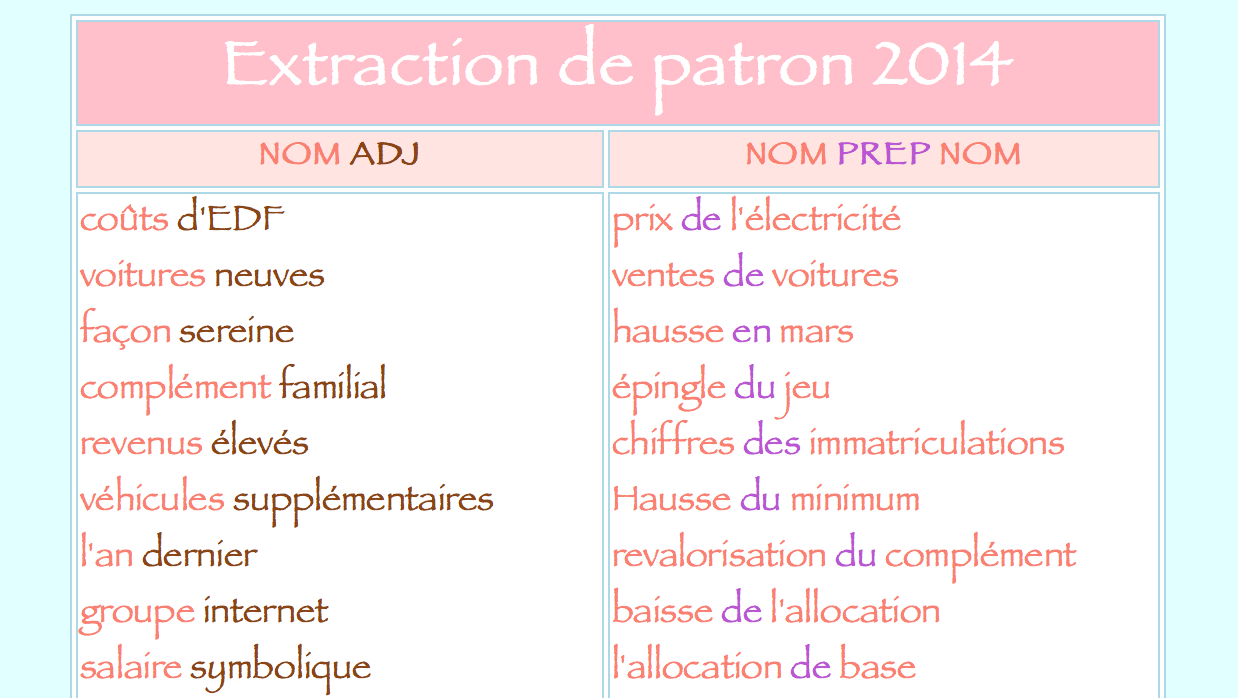 Extraction de patron 2014
NOM ADJ
NOM PREP NOM
coûts d'EDF
prix de l'électricité
voitures neuves
ventes de voitures
façon sereine
hausse en mars
complément familial
épingle du jeu
revenus élevés
chiffres des immatriculations
véhicules supplémentaires
Hausse du minimum
l'an dernier
revalorisation du complément
groupe internet
baisse de l'allocation
salaire symbolique
l'allocation de base